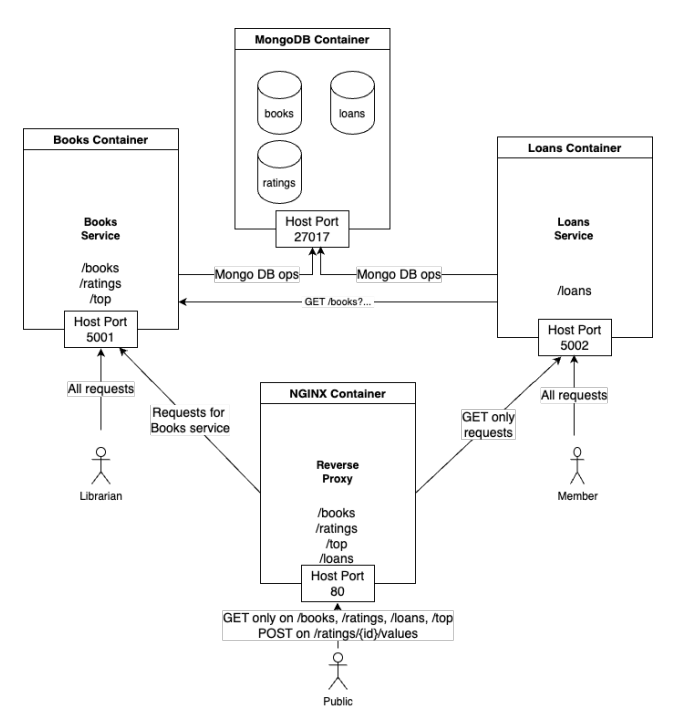 MongoDB Container
books
loans
ratings
Host Port
27017
Books Container
Books
Service
/books
/ratings
/top
Host Port
5001
Loans Container
Loans
Service
/loans
Host Port
5002
Mongo DB ops
Mongo DB ops
GET /books?...
All requests
Librarian
Requests for
Books service
NGINX Container
Reverse
Proxy
/books
/ratings
/top
/loans
Host Port
80
GET only
requests
All requests
Member
GET only on /books, /ratings, /loans, /top
POST on /ratings/{id}/values
Public